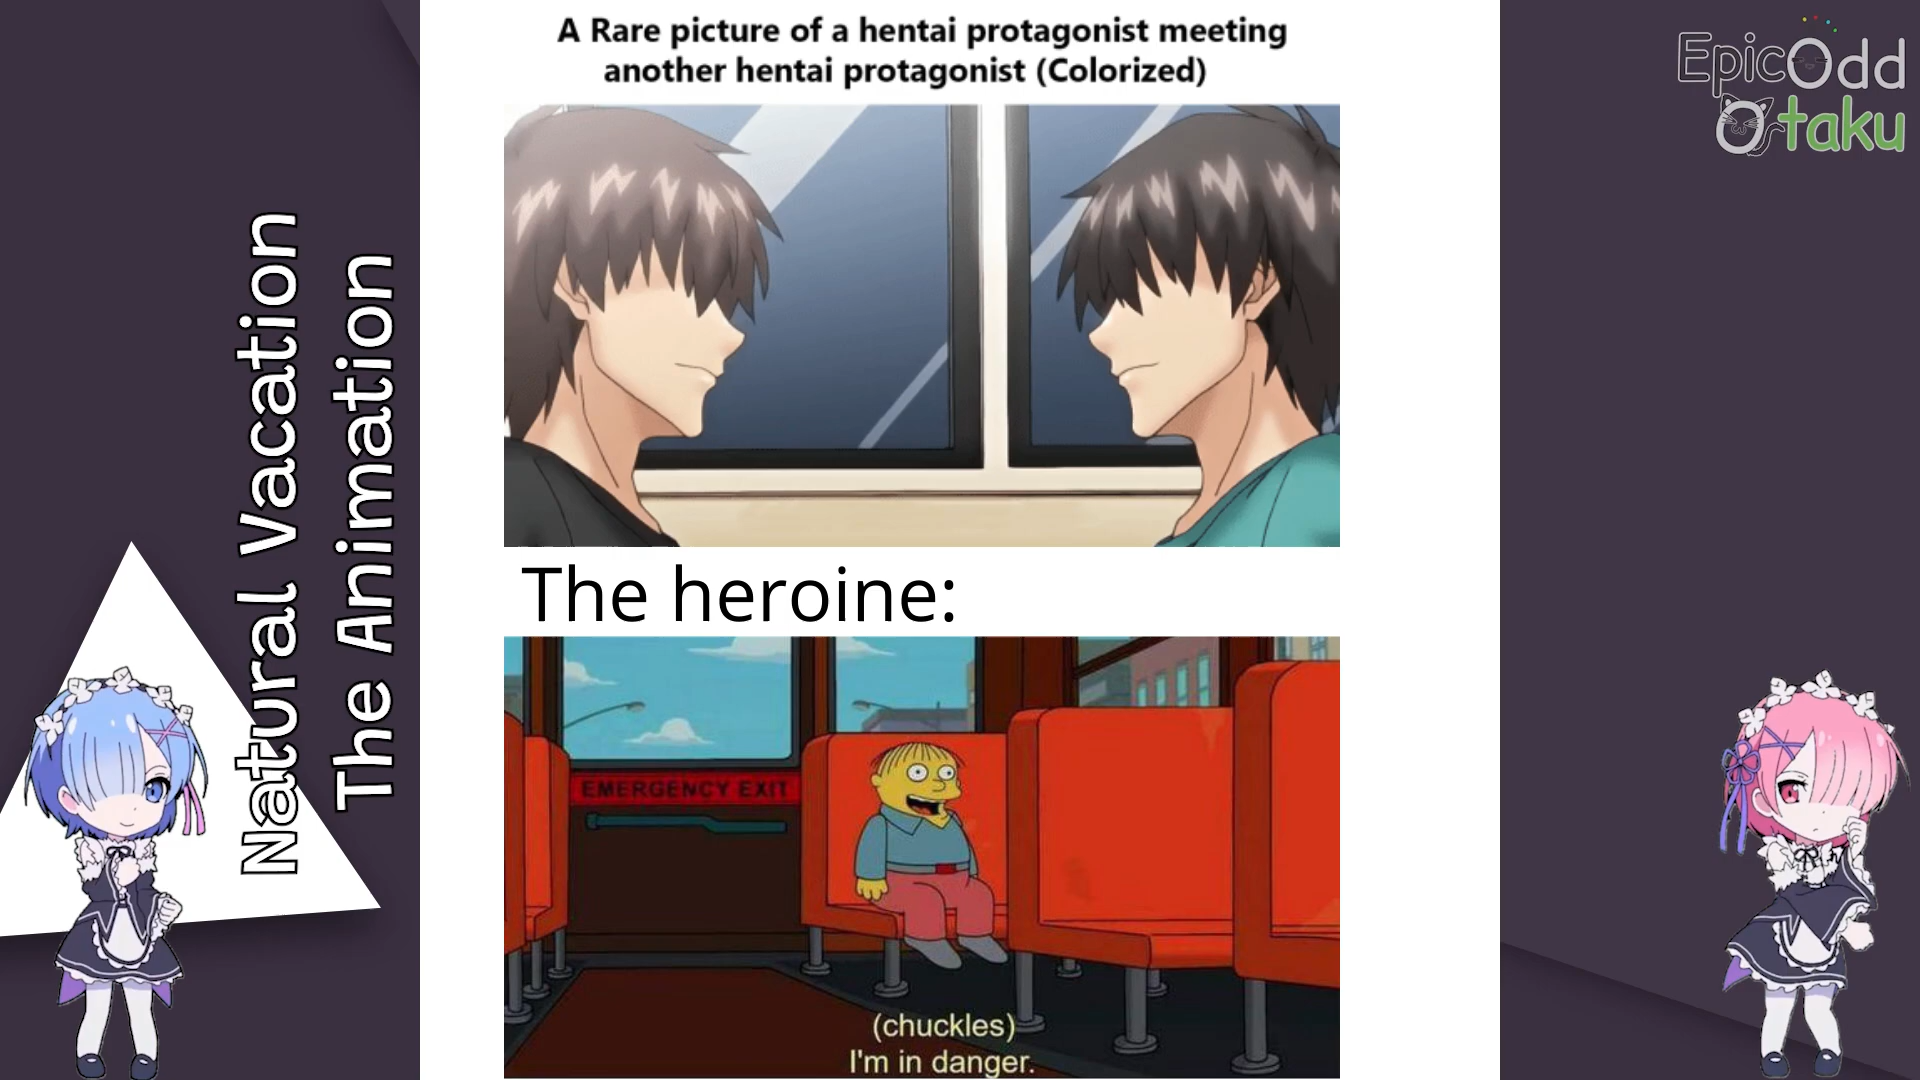 A Rare picture of a hentai protagonist meeting
another hentai protagonist (Colorized)
The heroine:
EMERGENCY EXIT
(chuckles)
I'm in danger.
Natural Vacation
The Animation
EpicOdd
Otaku